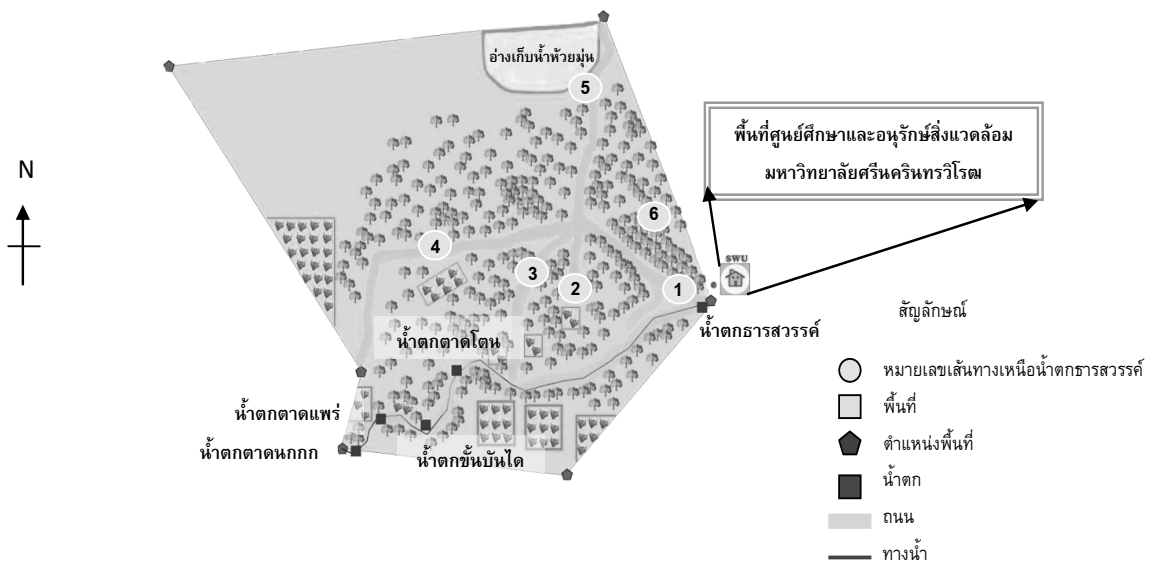 อ่างเก็บน้ำห้วยมุ่น
5
พื้นที่ศูนย์ศึกษาและอนุรักษ์สิ่งแวดล้อม
มหาวิทยาลัยศรีนครินทรวิโรฒ
N
6
4
3
2
1
SWU
น้ำตกธารสวรรค์
น้ำตกตาดโตน
น้ำตกตาดแพร่
น้ำตกตาดนกกก
น้ำตกขั้นบันได
สัญลักษณ์
หมายเลขเส้นทางเหนือน้ำตกธารสวรรค์
พื้นที่
ตำแหน่งพื้นที่
น้ำตก
ถนน
ทางน้ำ